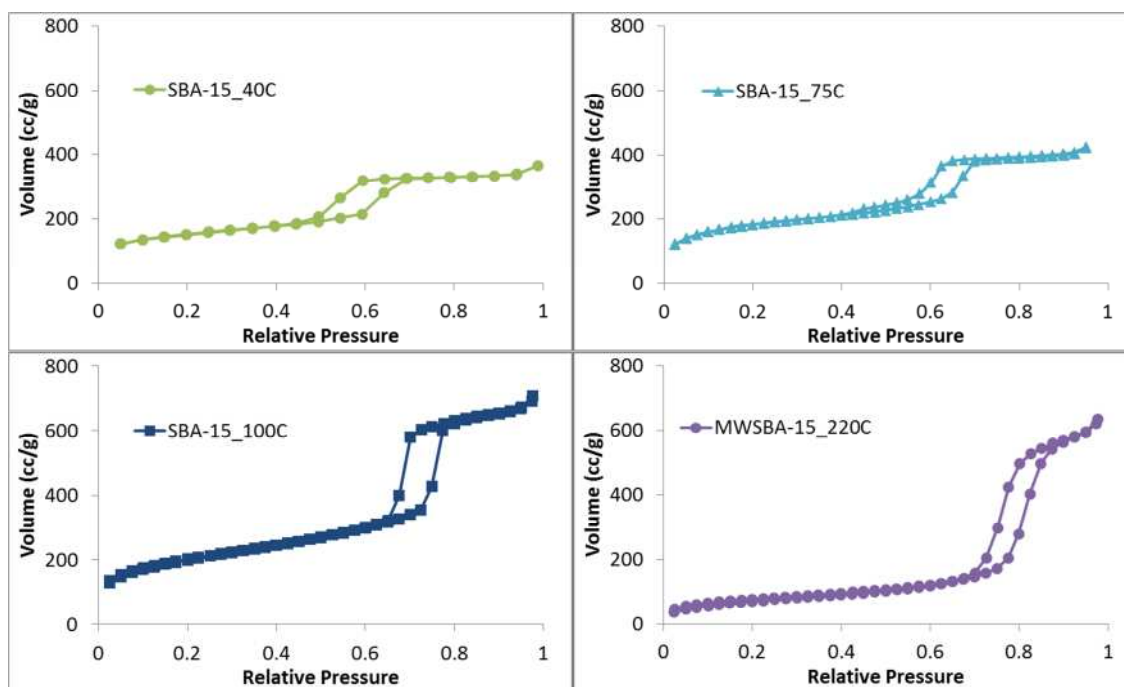 800
600
400
200
0
Volume (cc/g)
SBA-15_40C
0 0.2 0.4 0.6 0.8 1
Relative Pressure
800
600
400
200
0
Volume (cc/g)
SBA-15_75C
0 0.2 0.4 0.6 0.8 1
Relative Pressure
800
600
400
200
0
Volume (cc/g)
SBA-15_100C
0 0.2 0.4 0.6 0.8 1
Relative Pressure
800
600
400
200
0
Volume (cc/g)
MWSBA-15_220C
0 0.2 0.4 0.6 0.8 1
Relative Pressure